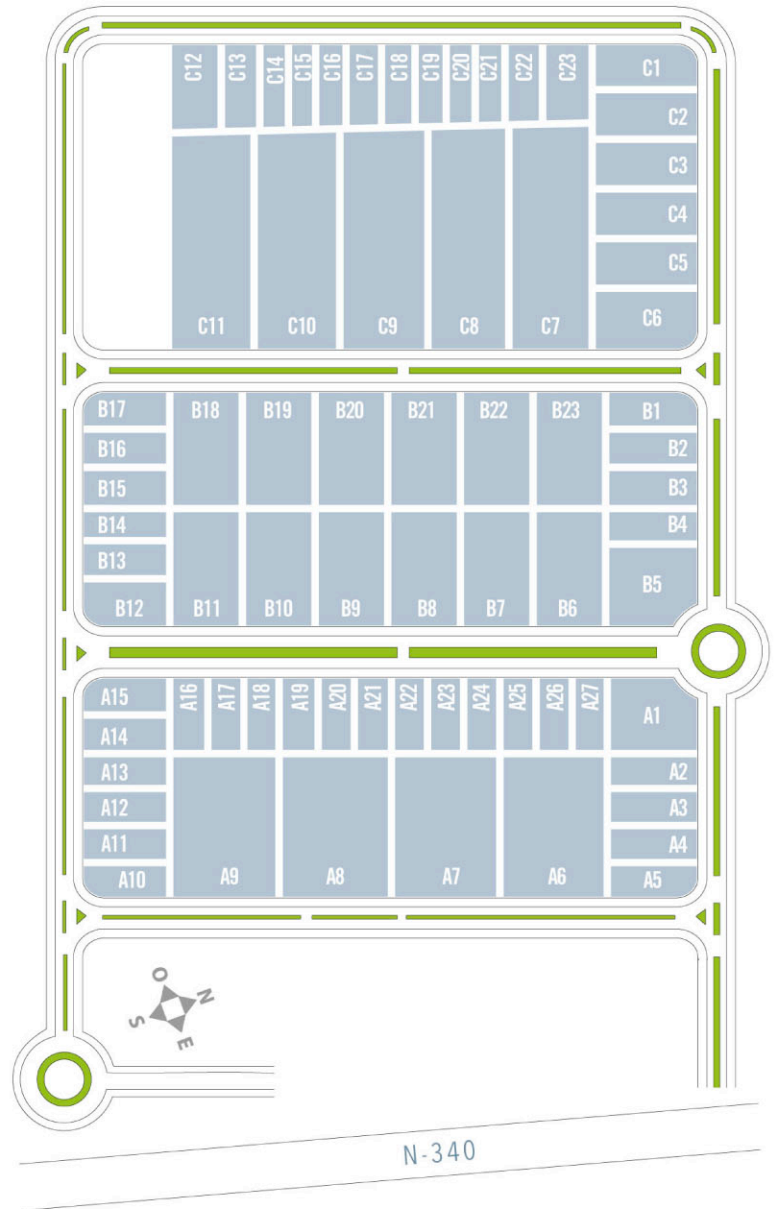 C12 C13 C14 C15 C16 C17 C18 C19 C20 C21 C22 C23 C1
C2
C3
C4
C5
C11 C10 C9 C8 C7 C6
B17 B18 B19 B20 B21 B22 B23 B1
B16 B2
B15 B3
B14 B4
B13
B5
B12 B11 B10 B9 B8 B7 B6
A15 A16 A17 A18 A19 A20 A21 A22 A23 A24 A25 A26 A27
A1
A14
A13 A2
A12 A3
A11 A4
A10 A9 A8 A7 A6 A5
O N
S E
N-340